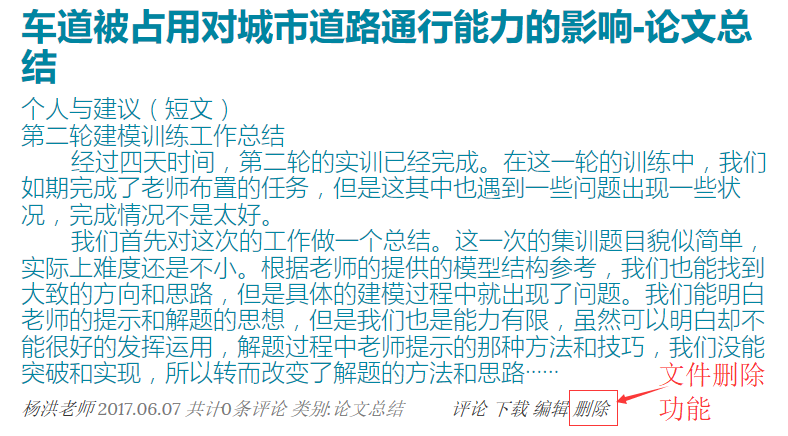 车道被占用对城市道路通行能力的影响-论文总
结
个人与建议（短文）
第二轮建模训练工作总结
经过四天时间，第二轮的实训已经完成。在这一轮的训练中，我们
如期完成了老师布置的任务，但是这其中也遇到一些问题出现一些状
况，完成情况不是太好。
我们首先对这次的工作做一个总结。这一次的集训题目貌似简单，
实际上难度还是不小。根据老师的提供的模型结构参考，我们也能找到
大致的方向和思路，但是具体的建模过程中就出现了问题。我们能明白
老师的提示和解题的思想，但是我们也是能力有限，虽然可以明白却不
能很好的发挥运用，解题过程中老师提示的那种方法和技巧，我们没能
突破和实现，所以转而改变了解题的方法和思路……
杨洪老师 2017.06.07 共计0条评论 类别:论文总结 评论 下载 编辑 删除
文件删除
功能